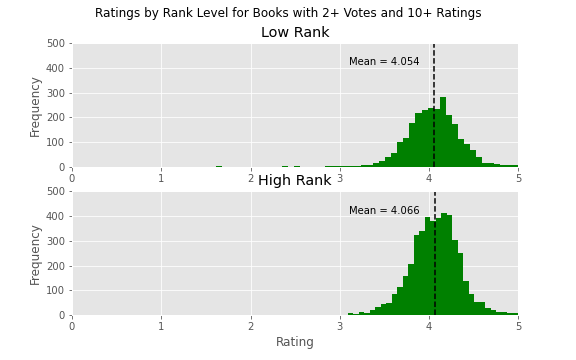 Ratings by Rank Level for Books with 2+ Votes and 10+ Ratings
Low Rank
500
400
300
200
100
0
Frequency
Mean = 4.054
0 1 2 3 4 5
High Rank
500
400
300
200
100
0
Frequency
Mean = 4.066
0 1 2 3 4 5
Rating